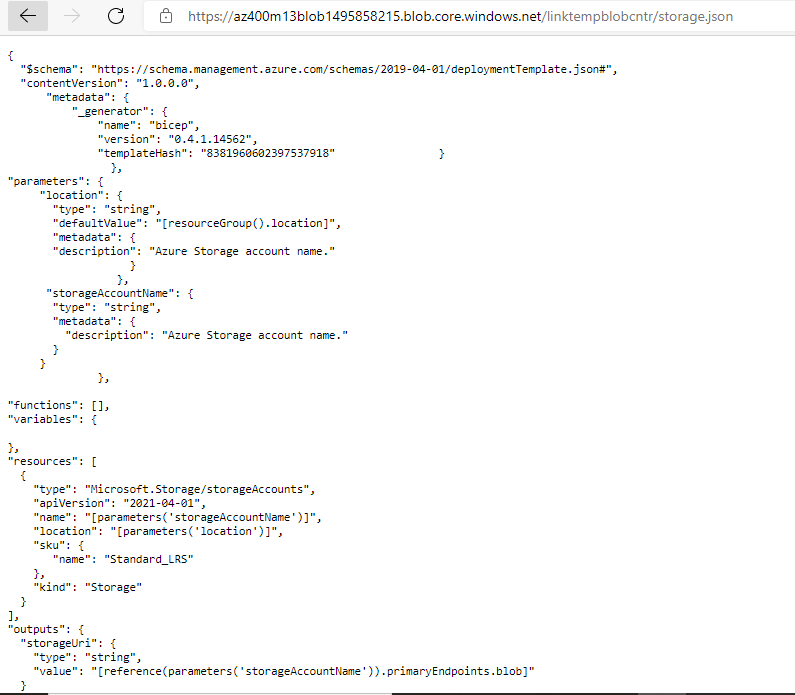 https://az400m13blob1495858215.blob.core.windows.net/linktempblobcntr/storage.json
{
"$schema": "https://schema.management.azure.com/schemas/2019-04-01/deploymentTemplate.json#",
"contentVersion": "1.0.0.0",
"metadata": {
"_generator": {
"name": "bicep",
"version": "0.4.1.14562",
"templateHash": "8381960602397537918" }
},
"parameters": {
"location": {
"type": "string",
"defaultValue": "[resourceGroup().location]",
"metadata": {
"description": "Azure Storage account name."
}
},
"storageAccountName": {
"type": "string",
"metadata": {
"description": "Azure Storage account name."
}
}
},
"functions": [],
"variables": {
},
"resources": [
{
"type": "Microsoft.Storage/storageAccounts",
"apiVersion": "2021-04-01",
"name": "[parameters('storageAccountName')]",
"location": "[parameters('location')]",
"sku": {
"name": "Standard_LRS"
},
"kind": "Storage"
}
],
"outputs": {
"storageUri": {
"type": "string",
"value": "[reference(parameters('storageAccountName')).primaryEndpoints.blob]"
}